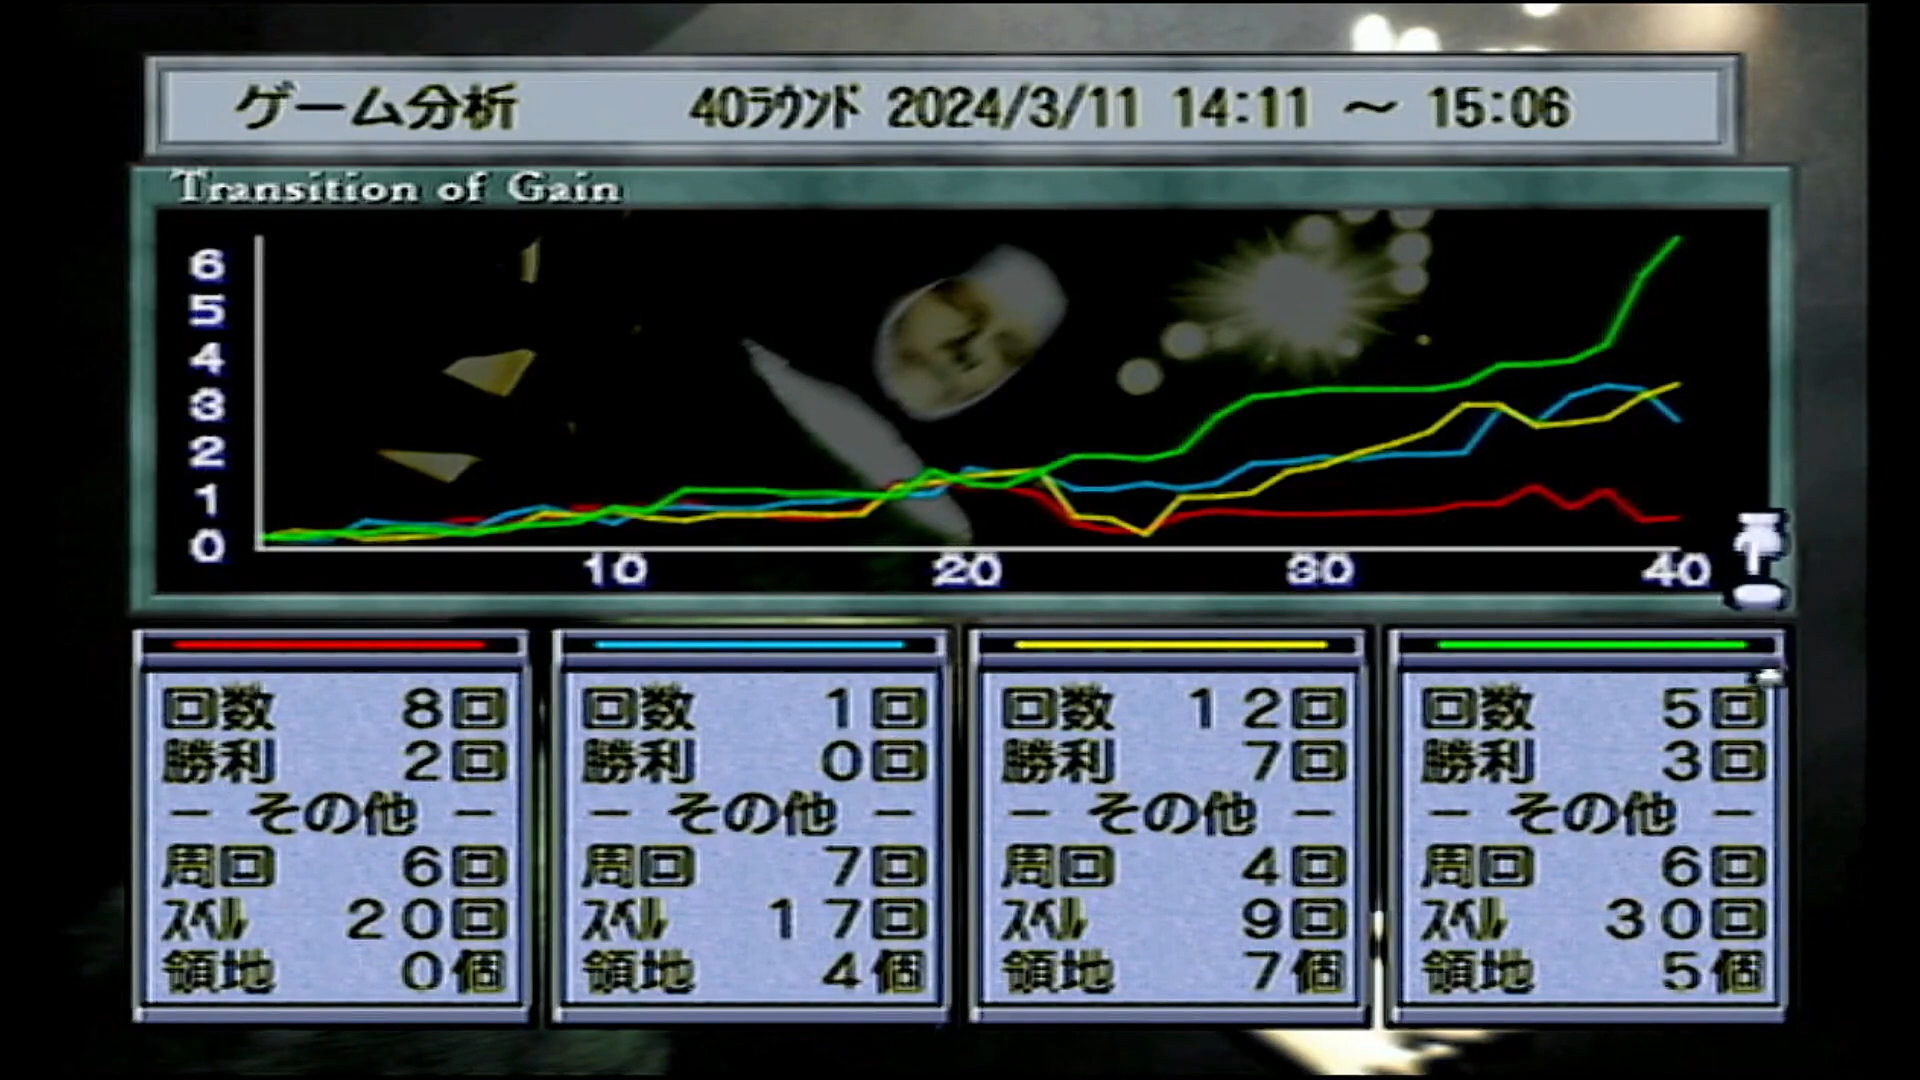 ゲーム分析 40ﾗｳﾝﾄﾞ 2024/3/11 14:11 ～ 15:06
Transition of Gain
6
5
4
3
2
1
0
10 20 30 40
回数 8回
勝利 2回
－ その他 －
周回 6回
ｽﾍﾟﾙ 20回
領地 0個
回数 1回
勝利 0回
－ その他 －
周回 7回
ｽﾍﾟﾙ 17回
領地 4個
回数 12回
勝利 7回
－ その他 －
周回 4回
ｽﾍﾟﾙ 9回
領地 7個
回数 5回
勝利 3回
－ その他 －
周回 6回
ｽﾍﾟﾙ 30回
領地 5個